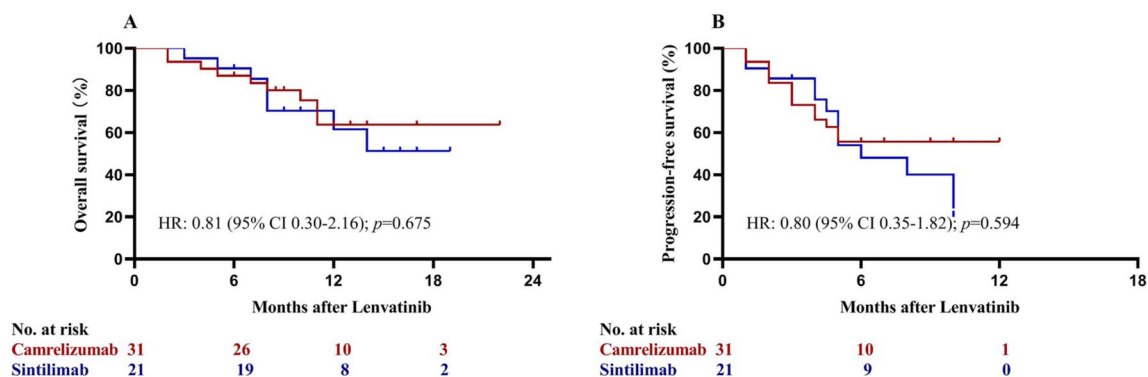 A
100
80
60
40
20
0
Overall survival (%)
HR: 0.81 (95% CI 0.30-2.16); p=0.675
0 6 12 18 24
Months after Lenvatinib
No. at risk
Camrelizumab 31 26 10 3
Sintilimab 21 19 8 2
B
100
80
60
40
20
0
Progression-free survival (%)
HR: 0.80 (95% CI 0.35-1.82); p=0.594
0 6 12 18
Months after Lenvatinib
No. at risk
Camrelizumab 31 10 1
Sintilimab 21 9 0